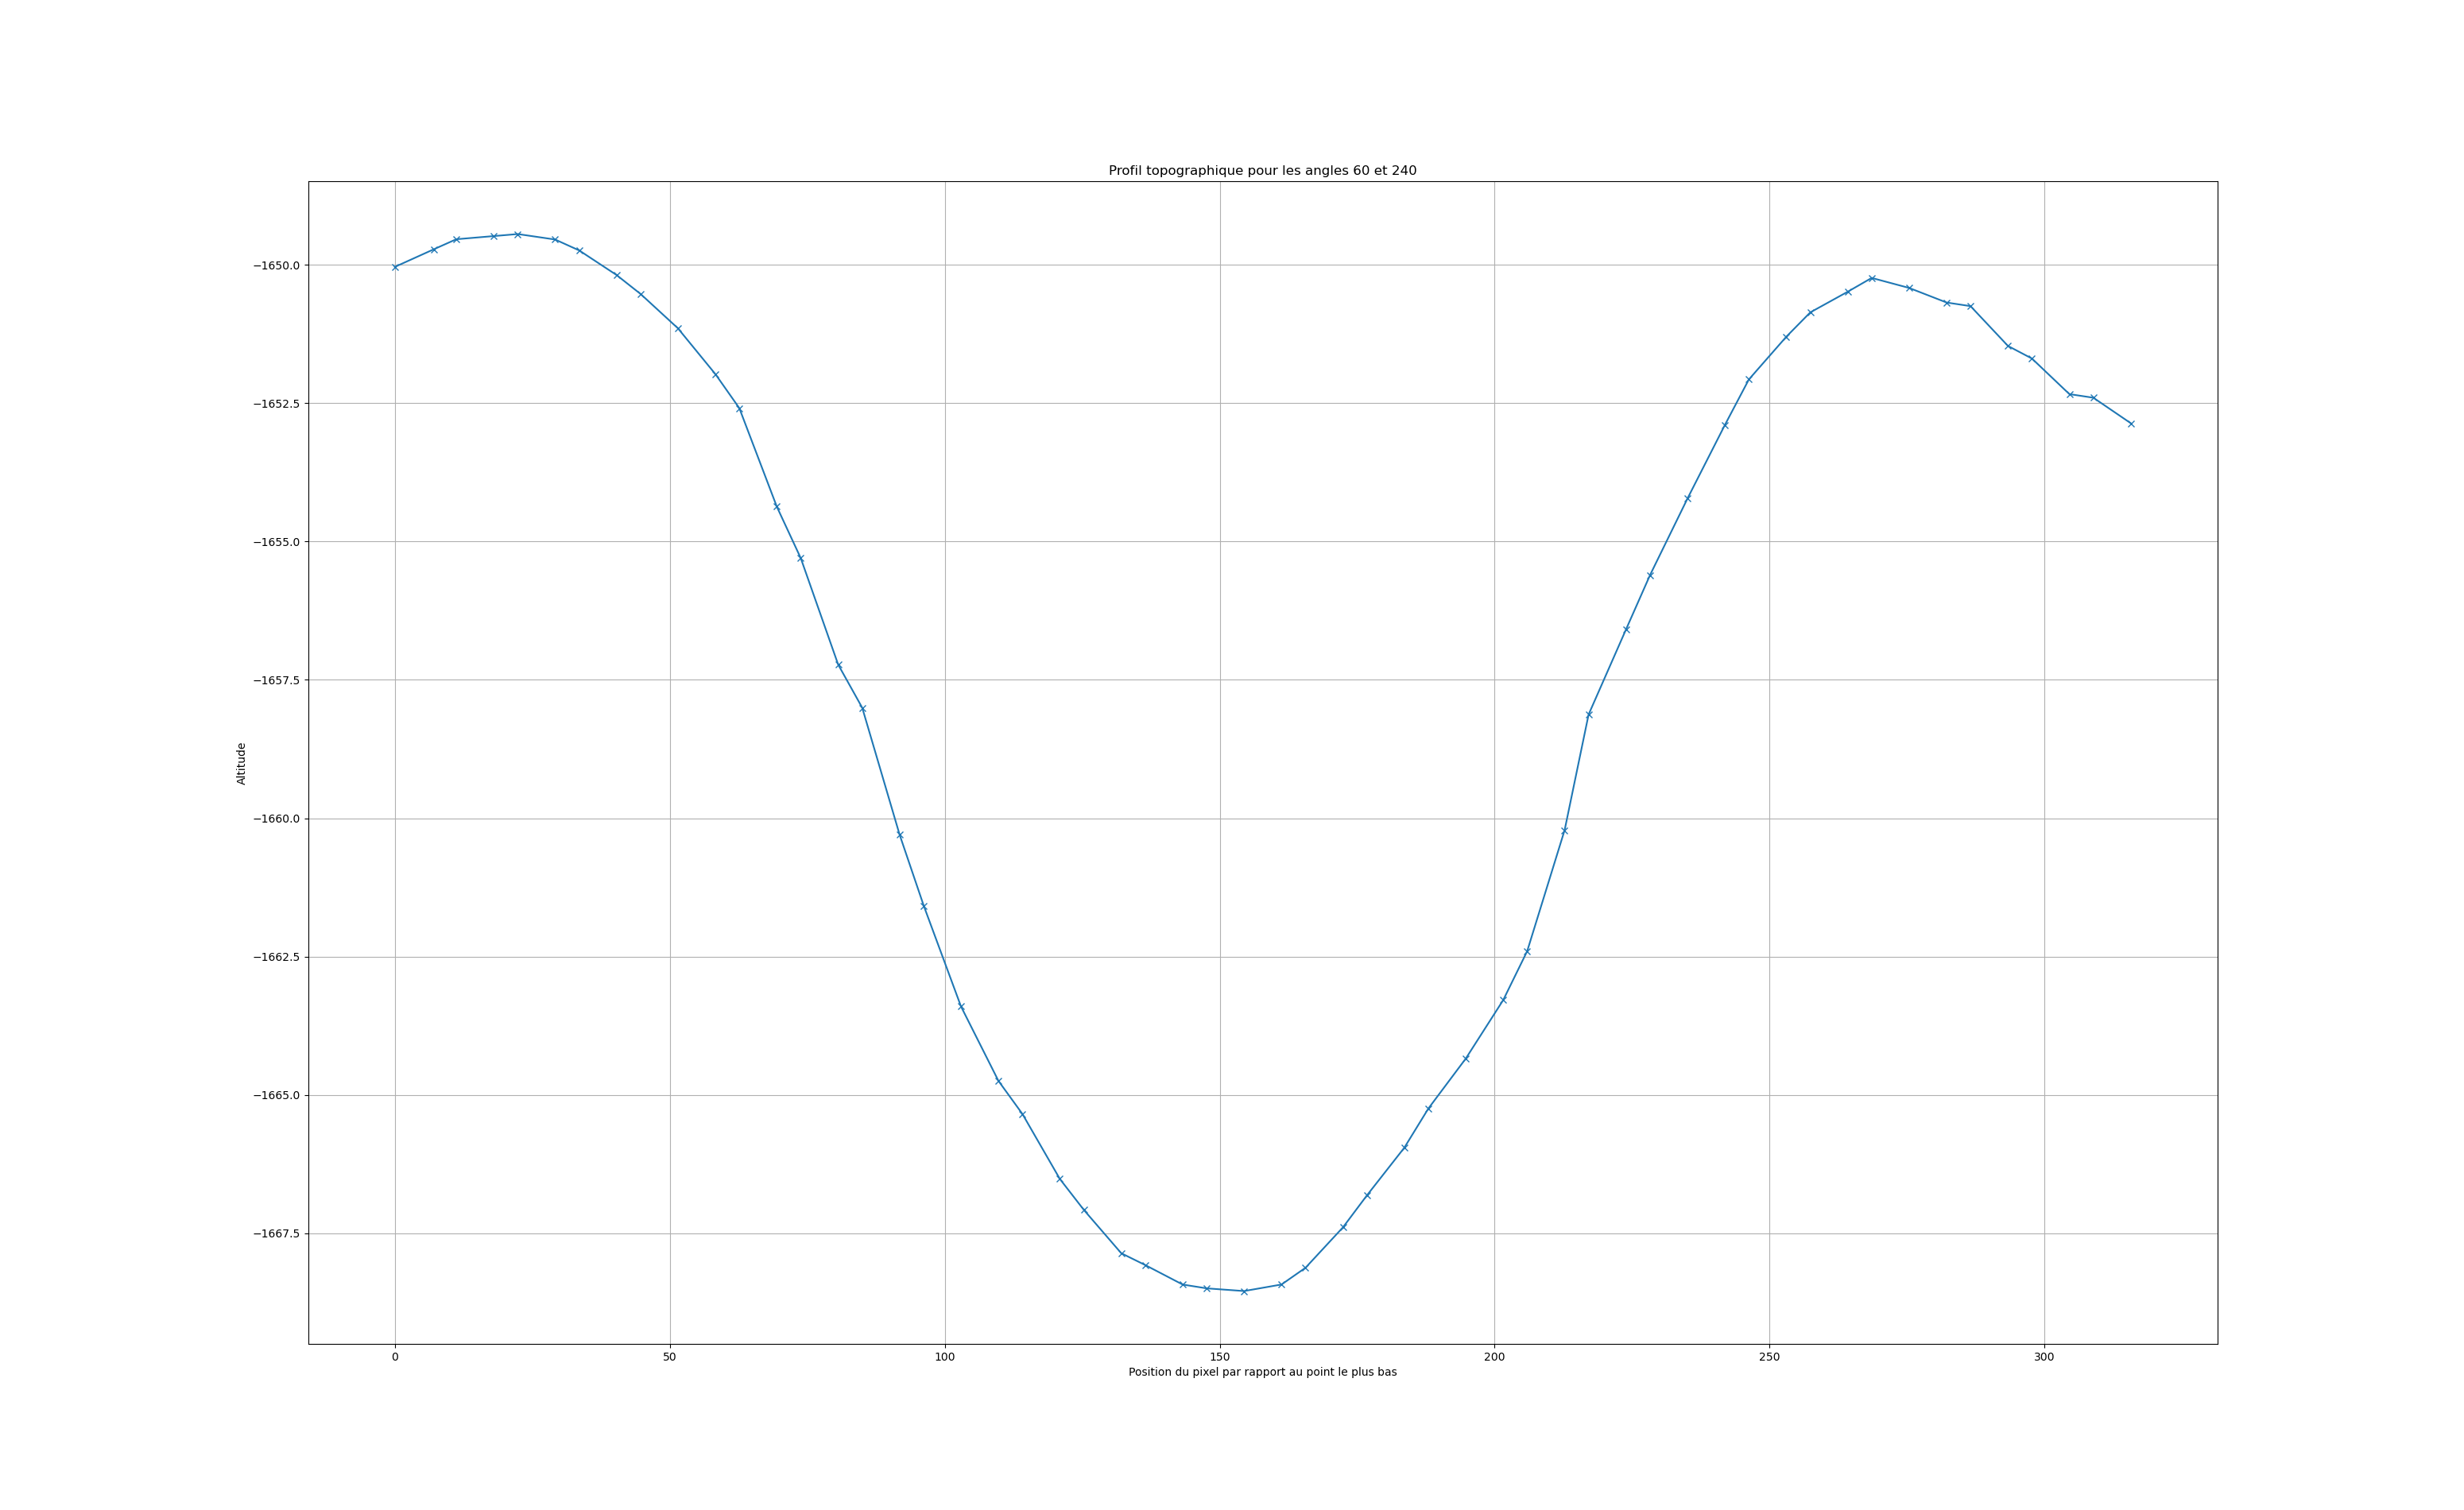 Profil topographique pour les angles 60 et 240
−1650.0
−1652.5
−1655.0
−1657.5
−1660.0
−1662.5
−1665.0
−1667.5
Altitude
0 50 100 150 200 250 300
Position du pixel par rapport au point le plus bas